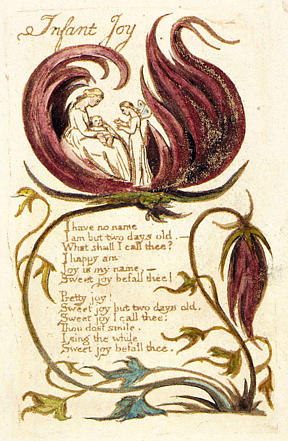 Infant Joy
I have no name
I am but two days old —
What shall I call thee?
I happy am
Joy is my name, —
Sweet joy befall thee!
Pretty joy!
Sweet joy but two days old,
Sweet joy I call thee:
Thou dost smile.
I sing the while
Sweet joy befall thee.